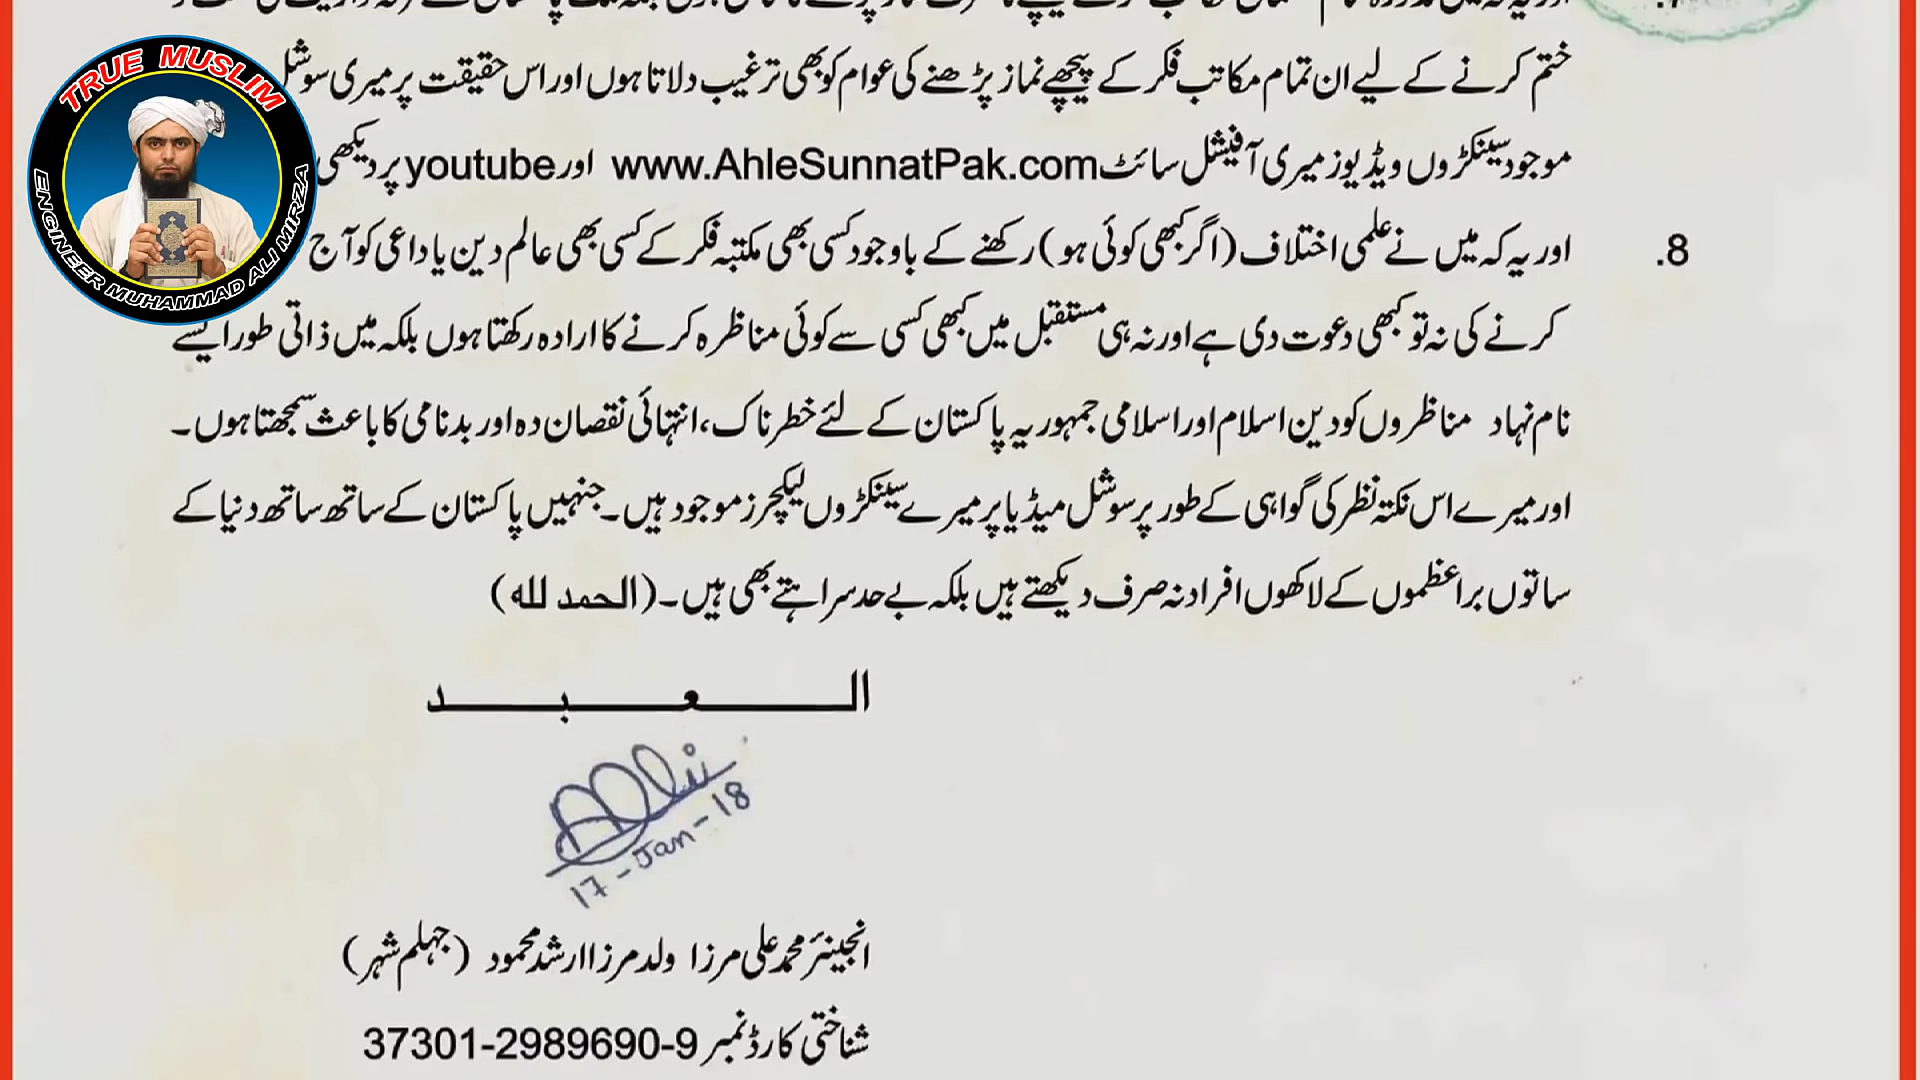 TRUE MUSLIM
ENGINEER MUHAMMAD ALI MIRZA
ختم کرنے کے لیے ان تمام مکاتب فکر کے پیچھے نماز پڑھنے کی عوام کو بھی ترغیب دلاتا ہوں اور اس حقیقت پر میری سوشل
موجود سینکڑوں ویڈیوز میری آفیشل سائٹ www.AhleSunnatPak.com اور youtube پر دیکھی
8. اور یہ کہ میں نے علمی اختلاف (اگر کبھی کوئی ہو) رکھنے کے باوجود کسی بھی مکتبہ فکر کے کسی بھی عالم دین یا داعی کو آج
کرنے کی نہ تو کبھی دعوت دی ہے اور نہ ہی مستقبل میں کبھی کسی سے کوئی مناظرہ کرنے کا ارادہ رکھتا ہوں بلکہ میں ذاتی طور ایسے
نام نہاد مناظروں کو دین اسلام اور اسلامی جمہوریہ پاکستان کے لئے خطرناک، انتہائی نقصان دہ اور بدنامی کا باعث سمجھتا ہوں۔
اور میرے اس نکتہ نظر کی گواہی کے طور پر سوشل میڈیا پر میرے سینکڑوں لیکچرز موجود ہیں۔ جنہیں پاکستان کے ساتھ ساتھ دنیا کے
ساتوں براعظموں کے لاکھوں افراد نہ صرف دیکھتے ہیں بلکہ بے حد سراہتے بھی ہیں۔ (الحمد للہ)
العبد
17-Jan-18
انجینئر محمد علی مرزا ولد مرزا ارشد محمود (جہلم شہر)
شناختی کارڈ نمبر 37301-2989690-9